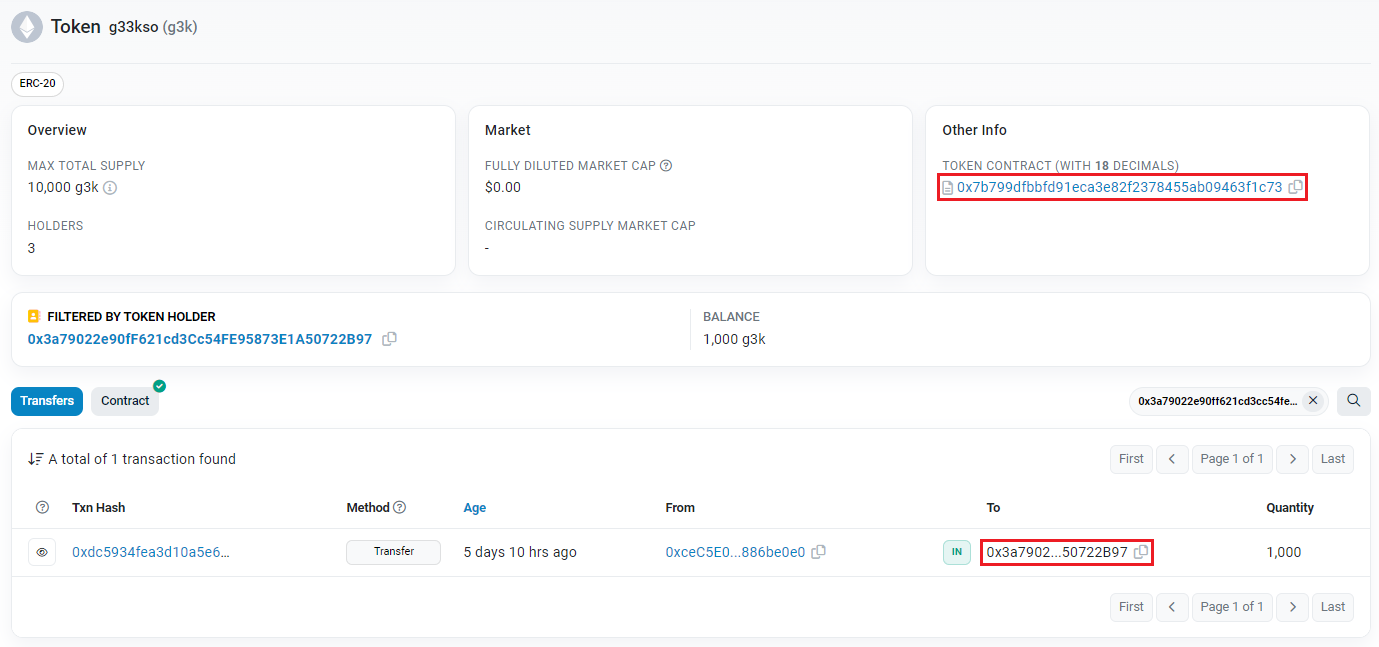 Token g33kso (g3k)
ERC-20
Overview
MAX TOTAL SUPPLY
10,000 g3k
HOLDERS
3
Market
FULLY DILUTED MARKET CAP
$0.00
CIRCULATING SUPPLY MARKET CAP
-
Other Info
TOKEN CONTRACT (WITH 18 DECIMALS)
0x7b799dfbbfd91eca3e82f2378455ab09463f1c73
FILTERED BY TOKEN HOLDER
0x3a79022e90fF621cd3Cc54FE95873E1A50722B97
BALANCE
1,000 g3k
Transfers Contract 0x3a79022e90ff621cd3cc54fe...
A total of 1 transaction found First Page 1 of 1 Last
Txn Hash Method Age From To Quantity
0xdc5934fea3d10a5e6... Transfer 5 days 10 hrs ago 0xceC5E0...886be0e0 IN 0x3a7902...50722B97 1,000
First Page 1 of 1 Last